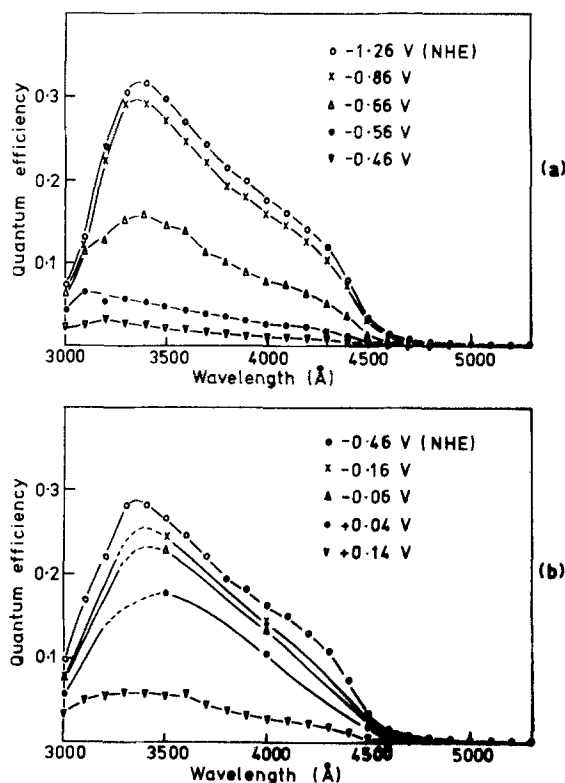 −1·26 V (NHE)
−0·86 V
−0·66 V
−0·56 V
−0·46 V
0.3
0.2
0.1
Quantum efficiency
3000 3500 4000 4500 5000
Wavelength (Å)
(a)
−0·46 V (NHE)
−0·16 V
−0·06 V
+0·04 V
+0·14 V
0.3
0.2
0.1
Quantum efficiency
3000 3500 4000 4500 5000
Wavelength (Å)
(b)